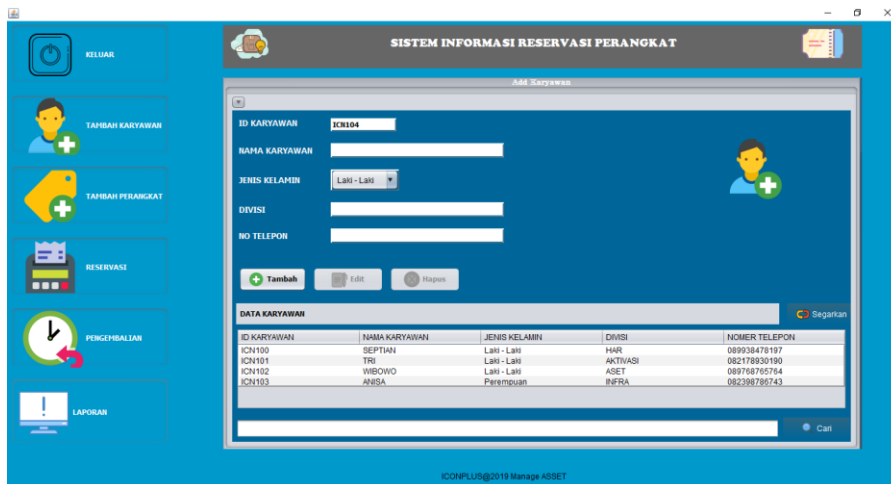 SISTEM INFORMASI RESERVASI PERANGKAT
KELUAR
TAMBAH KARYAWAN
TAMBAH PERANGKAT
RESERVASI
PENGEMBALIAN
LAPORAN
Add Karyawan
ID KARYAWAN ICN104
NAMA KARYAWAN
JENIS KELAMIN Laki - Laki
DIVISI
NO TELEPON
Tambah Edit Hapus
DATA KARYAWAN Segarkan
ID KARYAWAN NAMA KARYAWAN JENIS KELAMIN DIVISI NOMER TELEPON
ICN100 SEPTIAN Laki - Laki HAR 089938478197
ICN101 TRI Laki - Laki AKTIVASI 082178930190
ICN102 WIBOWO Laki - Laki ASET 089768765764
ICN103 ANISA Perempuan INFRA 082398786743
Cari
ICONPLUS@2019 Manage ASSET